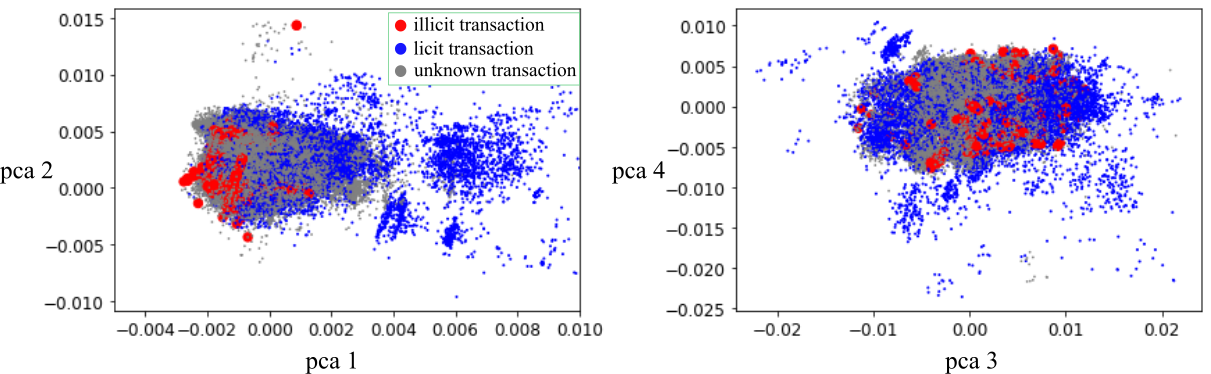 0.015
0.010
0.005
0.000
−0.005
−0.010
pca 2
illicit transaction
licit transaction
unknown transaction
−0.004 −0.002 0.000 0.002 0.004 0.006 0.008 0.010
pca 1
0.010
0.005
0.000
−0.005
−0.010
−0.015
−0.020
−0.025
pca 4
−0.02 −0.01 0.00 0.01 0.02
pca 3